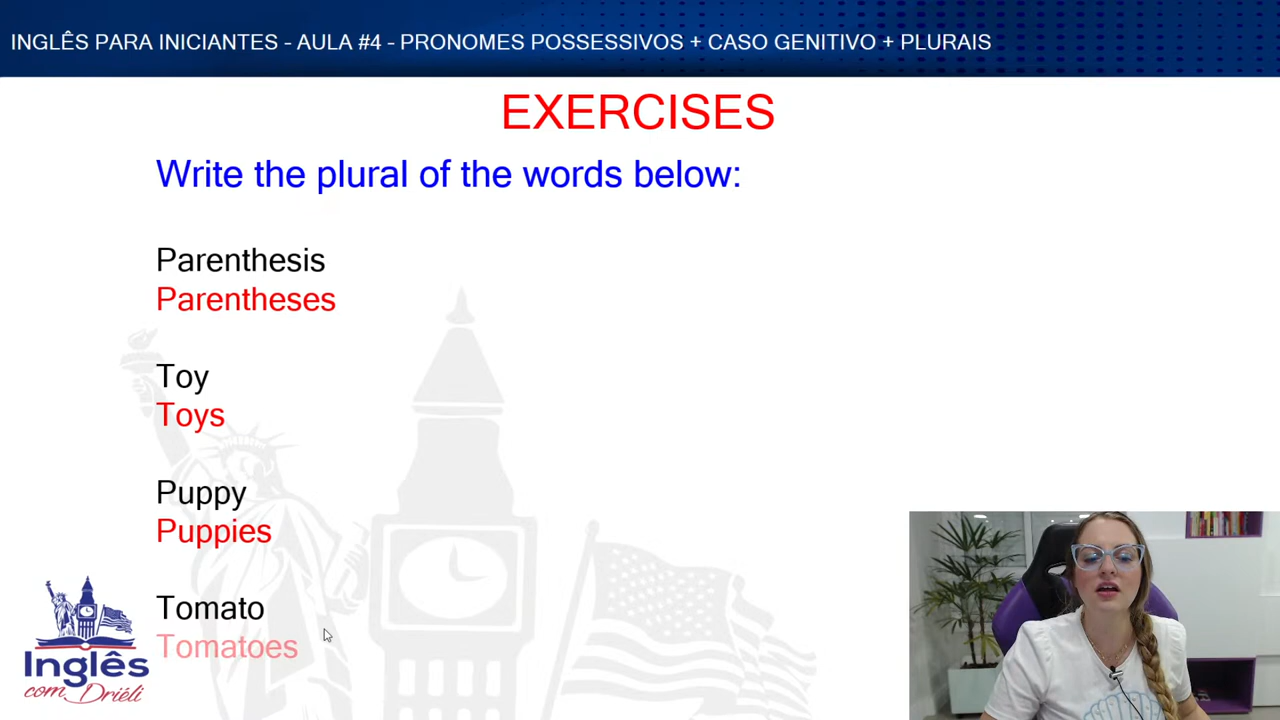 INGLÊS PARA INICIANTES - AULA #4 - PRONOMES POSSESSIVOS + CASO GENITIVO + PLURAIS
EXERCISES
Write the plural of the words below:
Parenthesis
Parentheses
Toy
Toys
Puppy
Puppies
Tomato
Tomatoes
Inglês
com Driéli